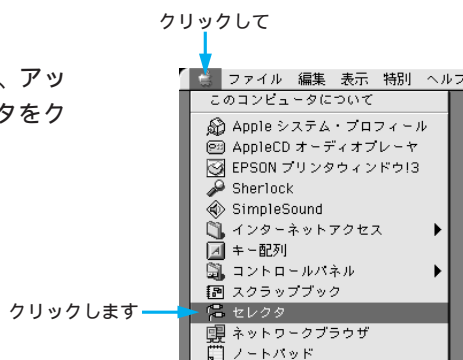 クリックして
、アッ
タをク
ファイル 編集 表示 特別 ヘルプ
このコンピュータについて
Apple システム・プロフィール
AppleCD オーディオプレーヤ
EPSON プリンタウィンドウ!3
Sherlock
SimpleSound
インターネットアクセス
キー配列
コントロールパネル
スクラップブック
クリックします
セレクタ
ネットワークブラウザ
ノートパッド